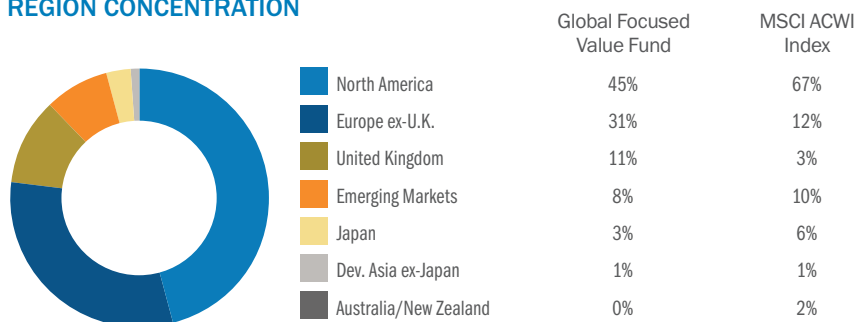 REGION CONCENTRATION
Global Focused Value Fund
MSCI ACWI Index
North America 45% 67%
Europe ex-U.K. 31% 12%
United Kingdom 11% 3%
Emerging Markets 8% 10%
Japan 3% 6%
Dev. Asia ex-Japan 1% 1%
Australia/New Zealand 0% 2%